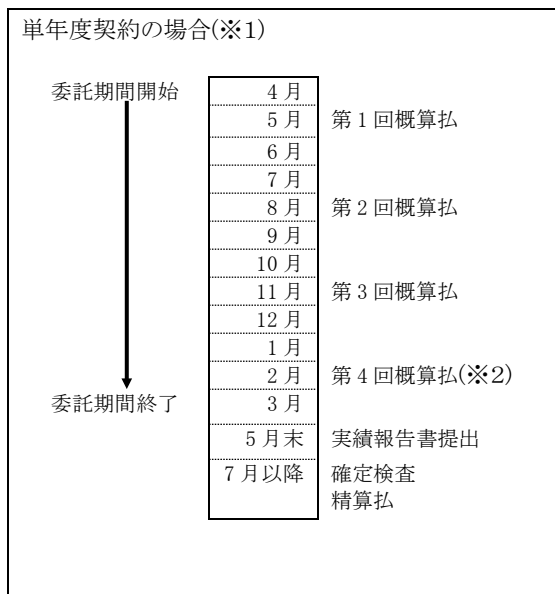 単年度契約の場合(※1)
委託期間開始 4月
5月 第1回概算払
6月
7月
8月 第2回概算払
9月
10月
11月 第3回概算払
12月
1月
2月 第4回概算払(※2)
委託期間終了 3月
5月末 実績報告書提出
7月以降 確定検査
精算払